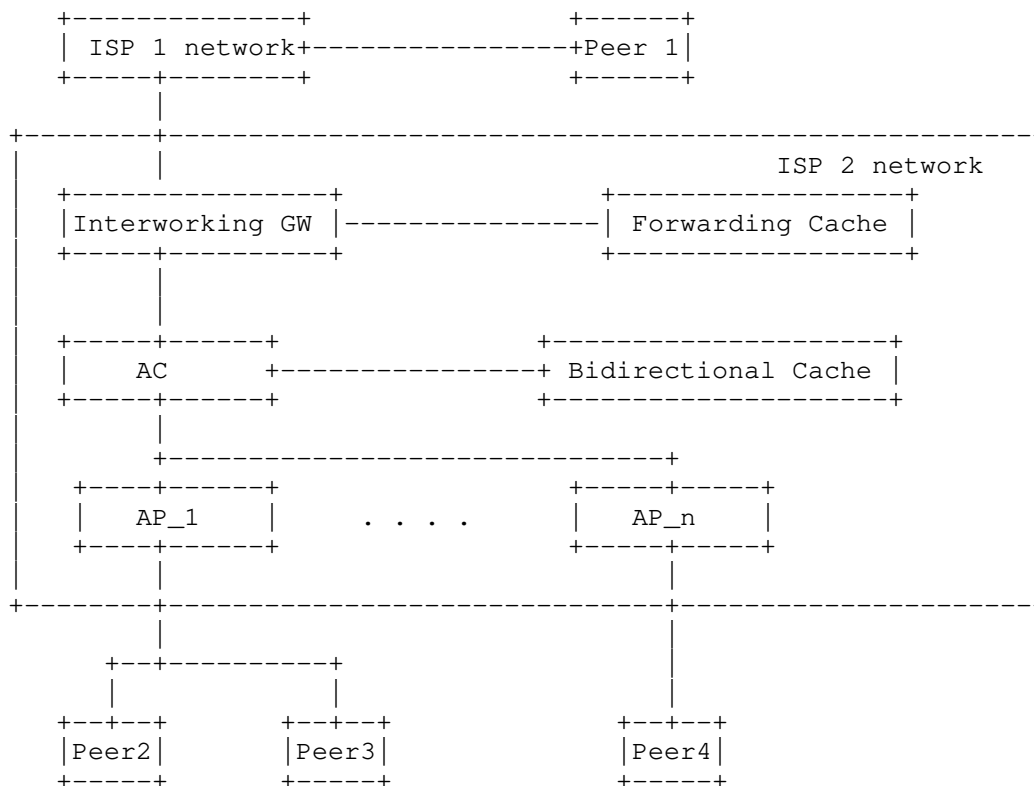 ISP 1 network Peer 1
ISP 2 network
Interworking GW Forwarding Cache
AC Bidirectional Cache
AP_1 . . . . AP_n
Peer2 Peer3 Peer4